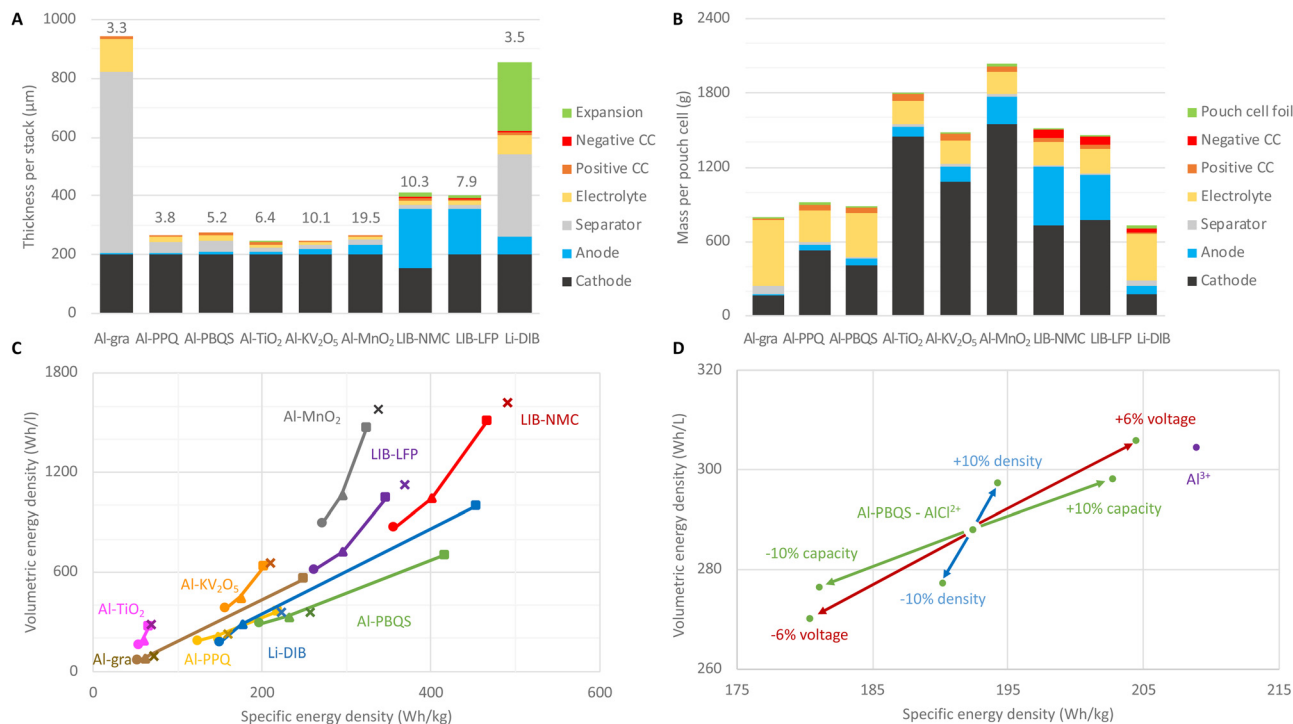 A
Thickness per stack (µm)
1000
800
600
400
200
0
3.3
3.8
5.2
6.4
10.1
19.5
10.3
7.9
3.5
Al-gra Al-PPQ Al-PBQS Al-TiO₂ Al-KV₂O₅ Al-MnO₂ LIB-NMC LIB-LFP Li-DIB
Expansion
Negative CC
Positive CC
Electrolyte
Separator
Anode
Cathode
B
Mass per pouch cell (g)
2400
1800
1200
600
0
Al-gra Al-PPQ Al-PBQS Al-TiO₂ Al-KV₂O₅ Al-MnO₂ LIB-NMC LIB-LFP Li-DIB
Pouch cell foil
Negative CC
Positive CC
Electrolyte
Separator
Anode
Cathode
C
Volumetric energy density (Wh/l)
1800
1200
600
0
Al-MnO₂
LIB-NMC
LIB-LFP
Al-KV₂O₅
Al-TiO₂
Al-PBQS
Al-gra
Al-PPQ
Li-DIB
0 200 400 600
Specific energy density (Wh/kg)
D
Volumetric energy density (Wh/L)
320
300
280
260
+6% voltage
+10% density
Al³⁺
Al-PBQS - AlCl²⁺
+10% capacity
-10% capacity
-10% density
-6% voltage
175 185 195 205 215
Specific energy density (Wh/kg)